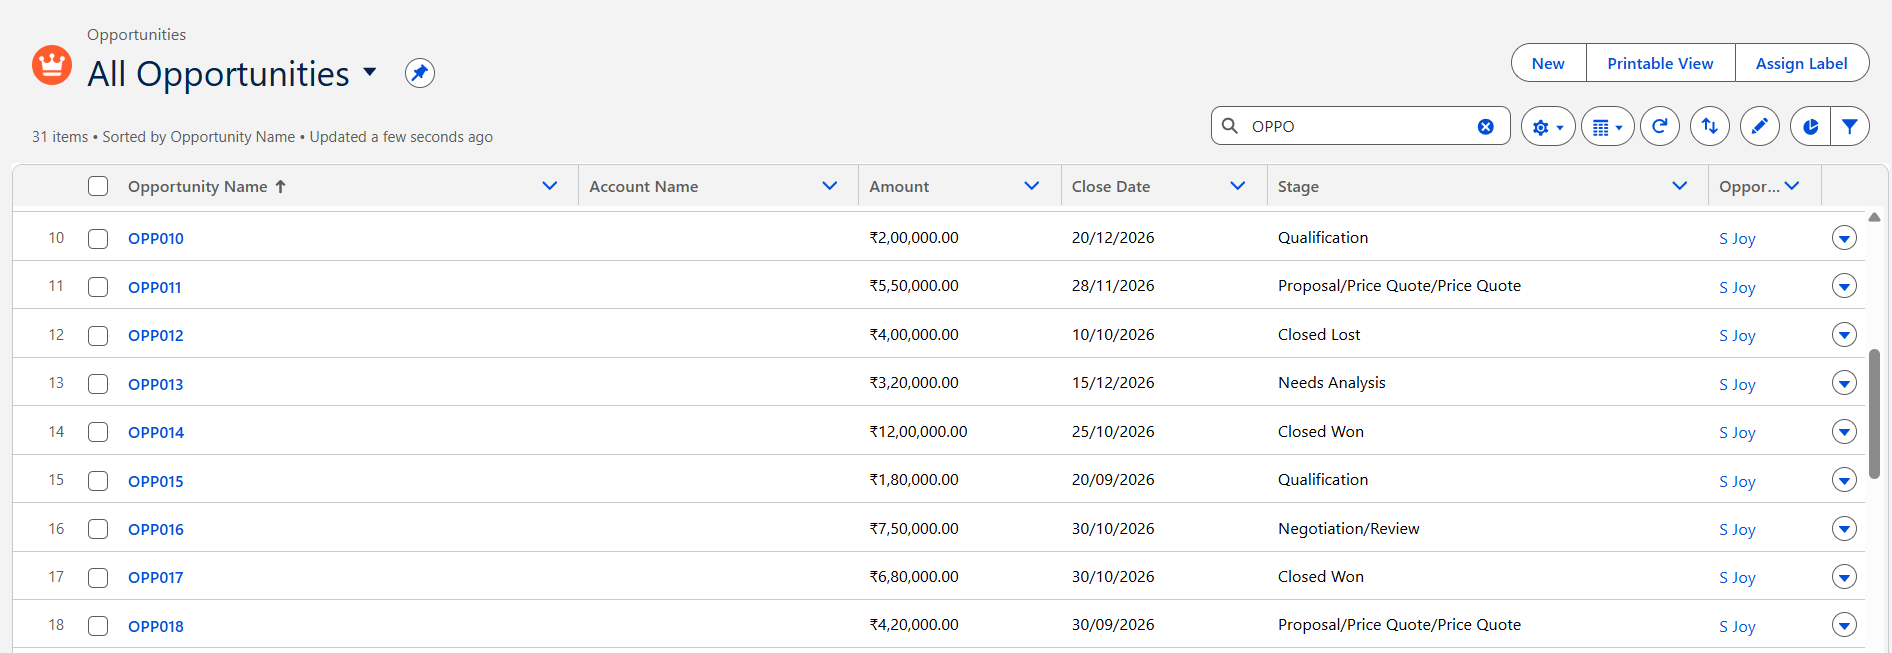 Opportunities
All Opportunities
New Printable View Assign Label
31 items • Sorted by Opportunity Name • Updated a few seconds ago
OPPO
Opportunity Name Account Name Amount Close Date Stage Oppor...
10 OPP010 ₹2,00,000.00 20/12/2026 Qualification S Joy
11 OPP011 ₹5,50,000.00 28/11/2026 Proposal/Price Quote/Price Quote S Joy
12 OPP012 ₹4,00,000.00 10/10/2026 Closed Lost S Joy
13 OPP013 ₹3,20,000.00 15/12/2026 Needs Analysis S Joy
14 OPP014 ₹12,00,000.00 25/10/2026 Closed Won S Joy
15 OPP015 ₹1,80,000.00 20/09/2026 Qualification S Joy
16 OPP016 ₹7,50,000.00 30/10/2026 Negotiation/Review S Joy
17 OPP017 ₹6,80,000.00 30/10/2026 Closed Won S Joy
18 OPP018 ₹4,20,000.00 30/09/2026 Proposal/Price Quote/Price Quote S Joy